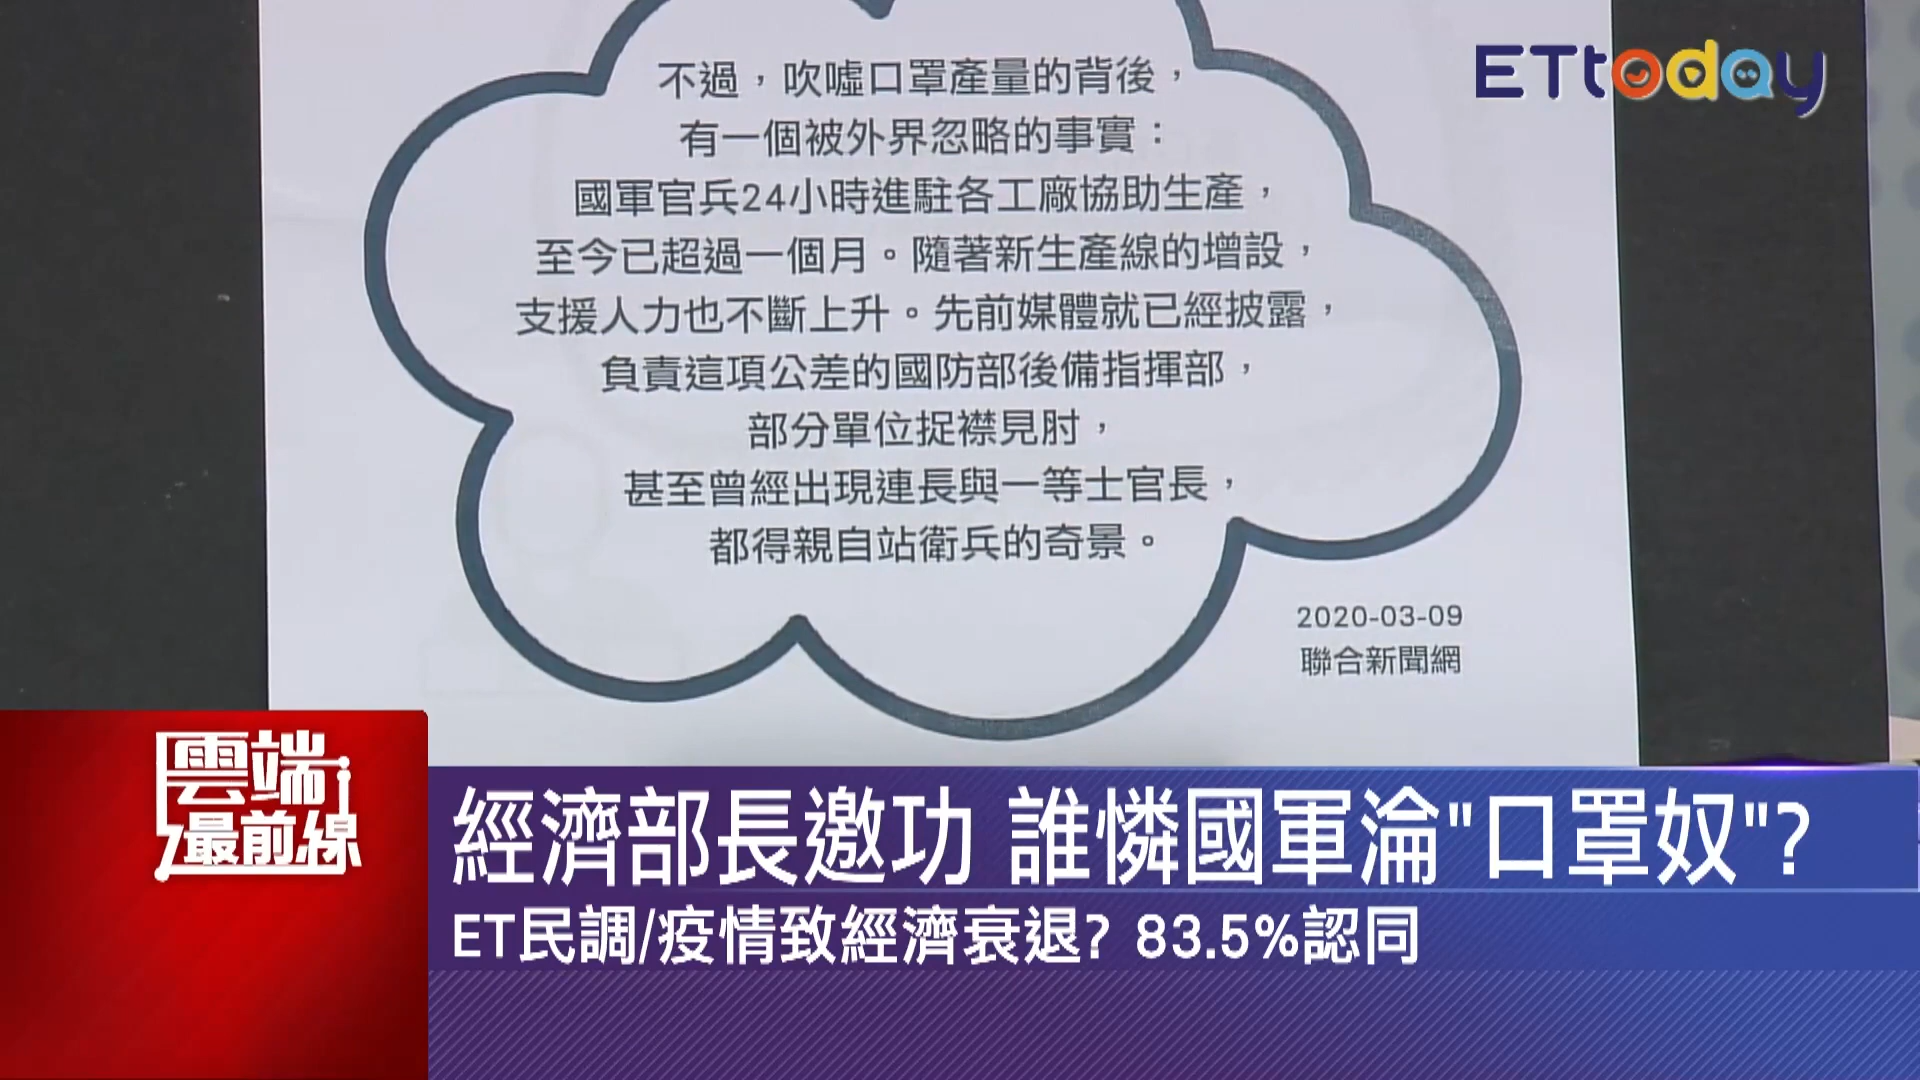 ETtoday
不過，吹噓口罩產量的背後，
有一個被外界忽略的事實：
國軍官兵24小時進駐各工廠協助生產，
至今已超過一個月。隨著新生產線的增設，
支援人力也不斷上升。先前媒體就已經披露，
負責這項公差的國防部後備指揮部，
部分單位捉襟見肘，
甚至曾經出現連長與一等士官長，
都得親自站衛兵的奇景。
2020-03-09
聯合新聞網
雲端
最前線
經濟部長邀功 誰憐國軍淪"口罩奴"?
ET民調/疫情致經濟衰退? 83.5%認同